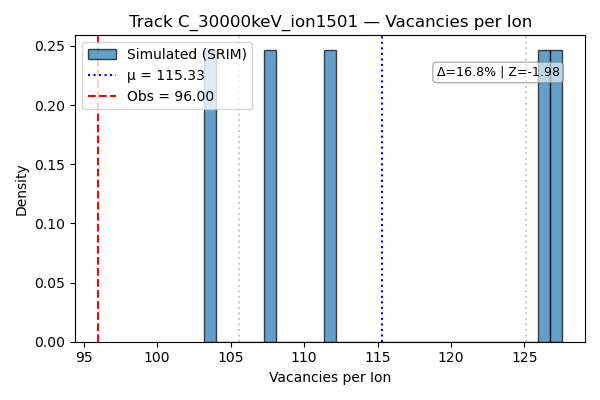 Track C_30000keV_ion1501 — Vacancies per Ion
Simulated (SRIM)
μ = 115.33
Obs = 96.00
Δ=16.8% | Z=-1.98
Density
0.25
0.20
0.15
0.10
0.05
0.00
95
100
105
110
115
120
125
Vacancies per Ion